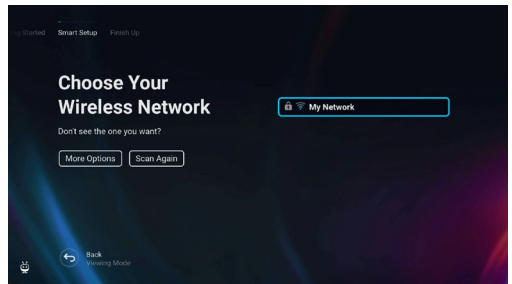 Started
Smart Setup
Finish Up
Choose Your
Wireless Network
Don't see the one you want?
More Options
Scan Again
My Network
Back
Viewing Mode